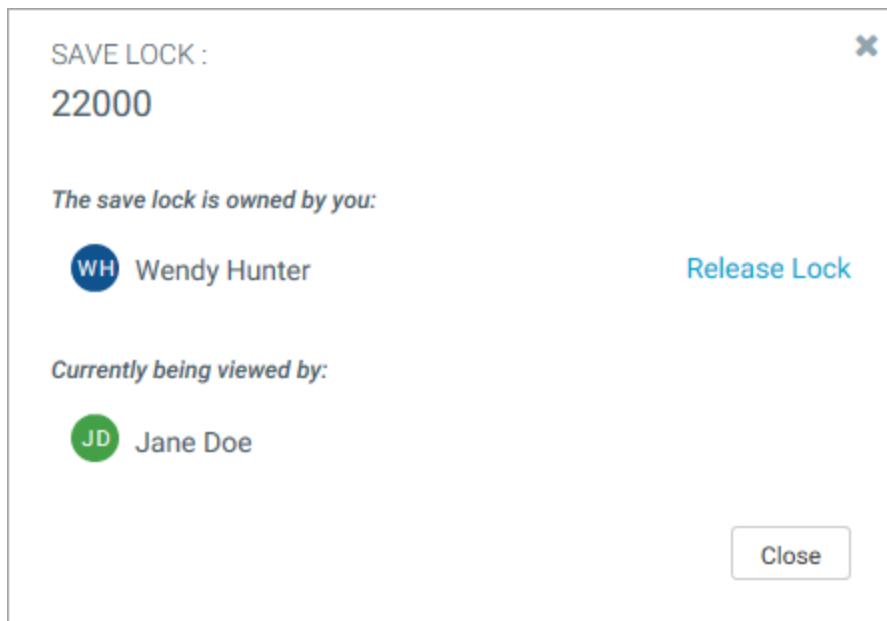 SAVE LOCK :
22000
The save lock is owned by you:
WH Wendy Hunter Release Lock
Currently being viewed by:
JD Jane Doe
Close